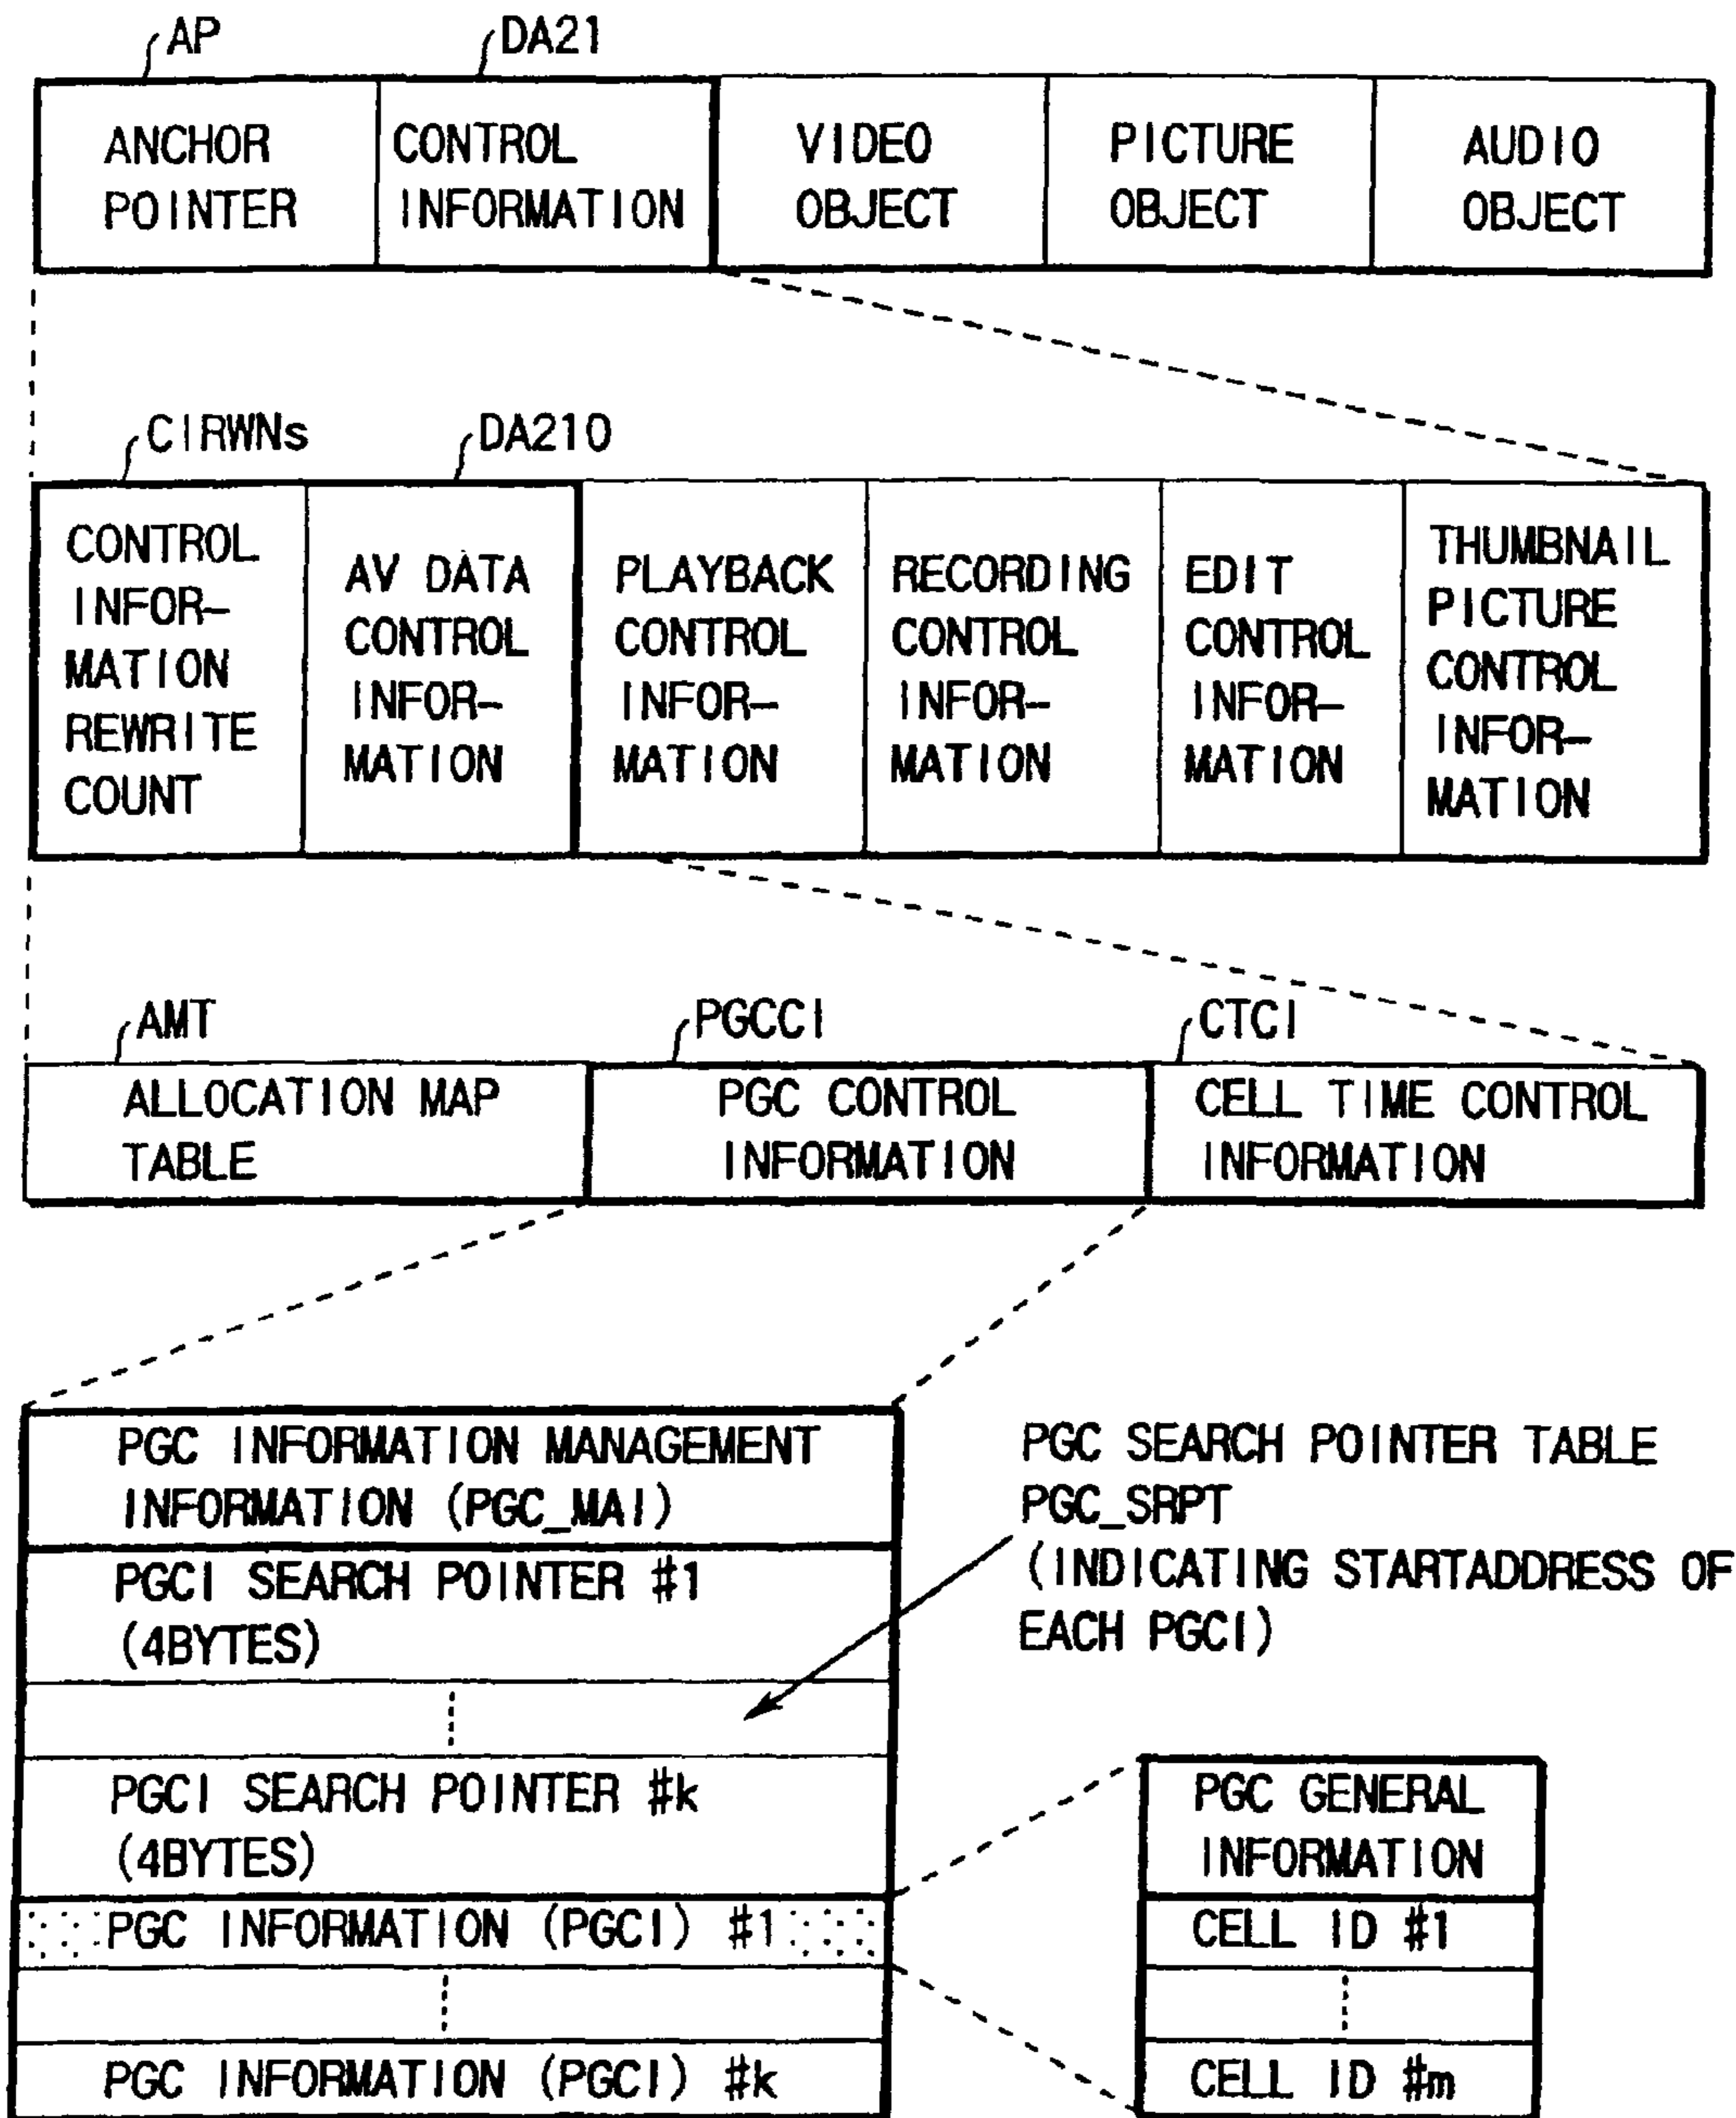 AP
DA21
ANCHOR
POINTER
CONTROL
INFORMATION
VIDEO
OBJECT
PICTURE
OBJECT
AUDIO
OBJECT
CIRWNs
DA210
CONTROL
INFOR-
MATION
REWRITE
COUNT
AV DATA
CONTROL
INFOR-
MATION
PLAYBACK
CONTROL
INFOR-
MATION
RECORDING
CONTROL
INFOR-
MATION
EDIT
CONTROL
INFOR-
MATION
THUMBNAIL
PICTURE
CONTROL
INFOR-
MATION
AMT
PGCCI
CTCI
ALLOCATION MAP
TABLE
PGC CONTROL
INFORMATION
CELL TIME CONTROL
INFORMATION
PGC INFORMATION MANAGEMENT
INFORMATION (PGC_MAI)
PGCI SEARCH POINTER #1
(4BYTES)
PGCI SEARCH POINTER #k
(4BYTES)
PGC INFORMATION (PGCI) #1
PGC INFORMATION (PGCI) #k
PGC SEARCH POINTER TABLE
PGC_SRPT
(INDICATING STARTADDRESS OF
EACH PGCI)
PGC GENERAL
INFORMATION
CELL ID #1
CELL ID #m